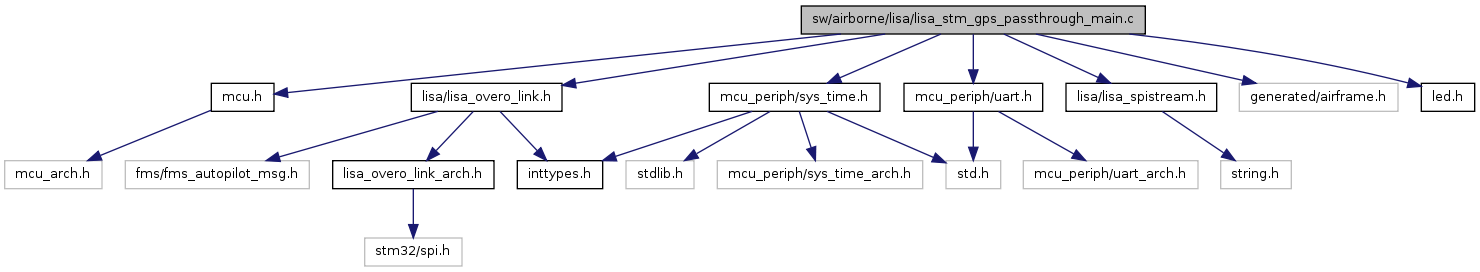 sw/airborne/lisa/lisa_stm_gps_passthrough_main.c
mcu.h
lisa/lisa_overo_link.h
mcu_periph/sys_time.h
mcu_periph/uart.h
lisa/lisa_spistream.h
generated/airframe.h
led.h
mcu_arch.h
fms/fms_autopilot_msg.h
lisa_overo_link_arch.h
inttypes.h
stdlib.h
mcu_periph/sys_time_arch.h
std.h
mcu_periph/uart_arch.h
string.h
stm32/spi.h